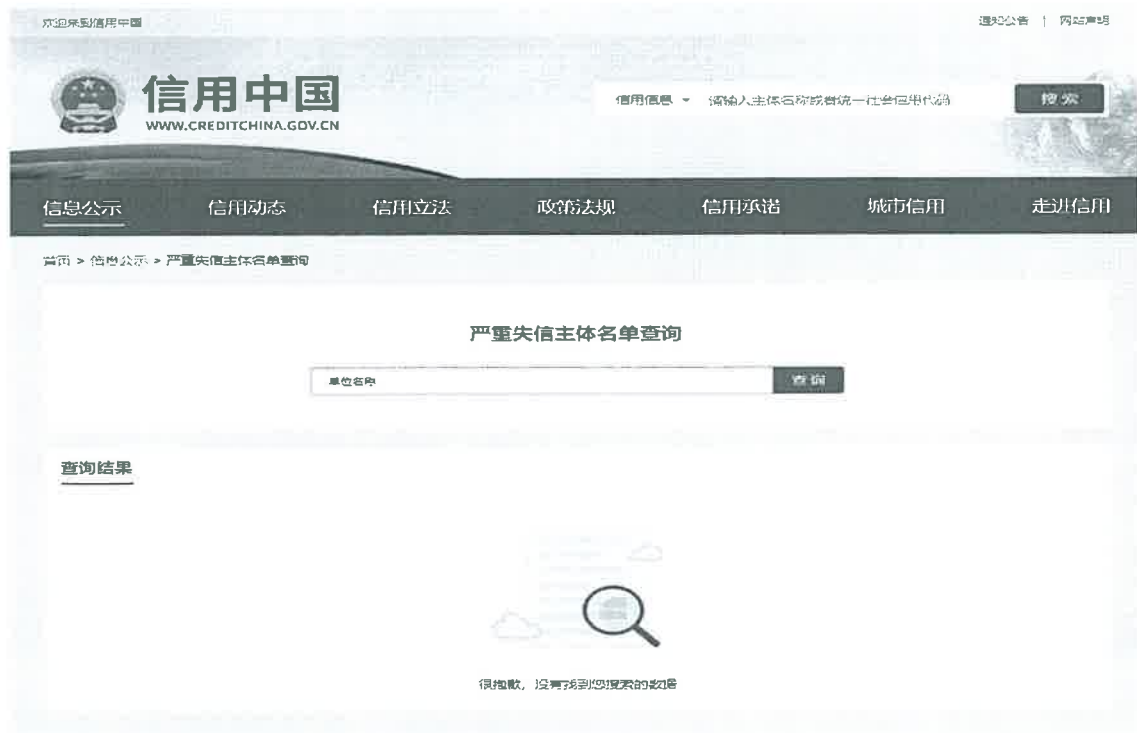 欢迎来到信用中国
通知公告 | 网站声明
信用中国
WWW.CREDITCHINA.GOV.CN
信用信息
请输入主体名称或者统一社会信用代码
搜索
信息公示 信用动态 信用立法 政策法规 信用承诺 城市信用 走进信用
首页 > 信息公示 > 严重失信主体名单查询
严重失信主体名单查询
单位名称
查询
查询结果
很抱歉，没有找到您搜索的数据